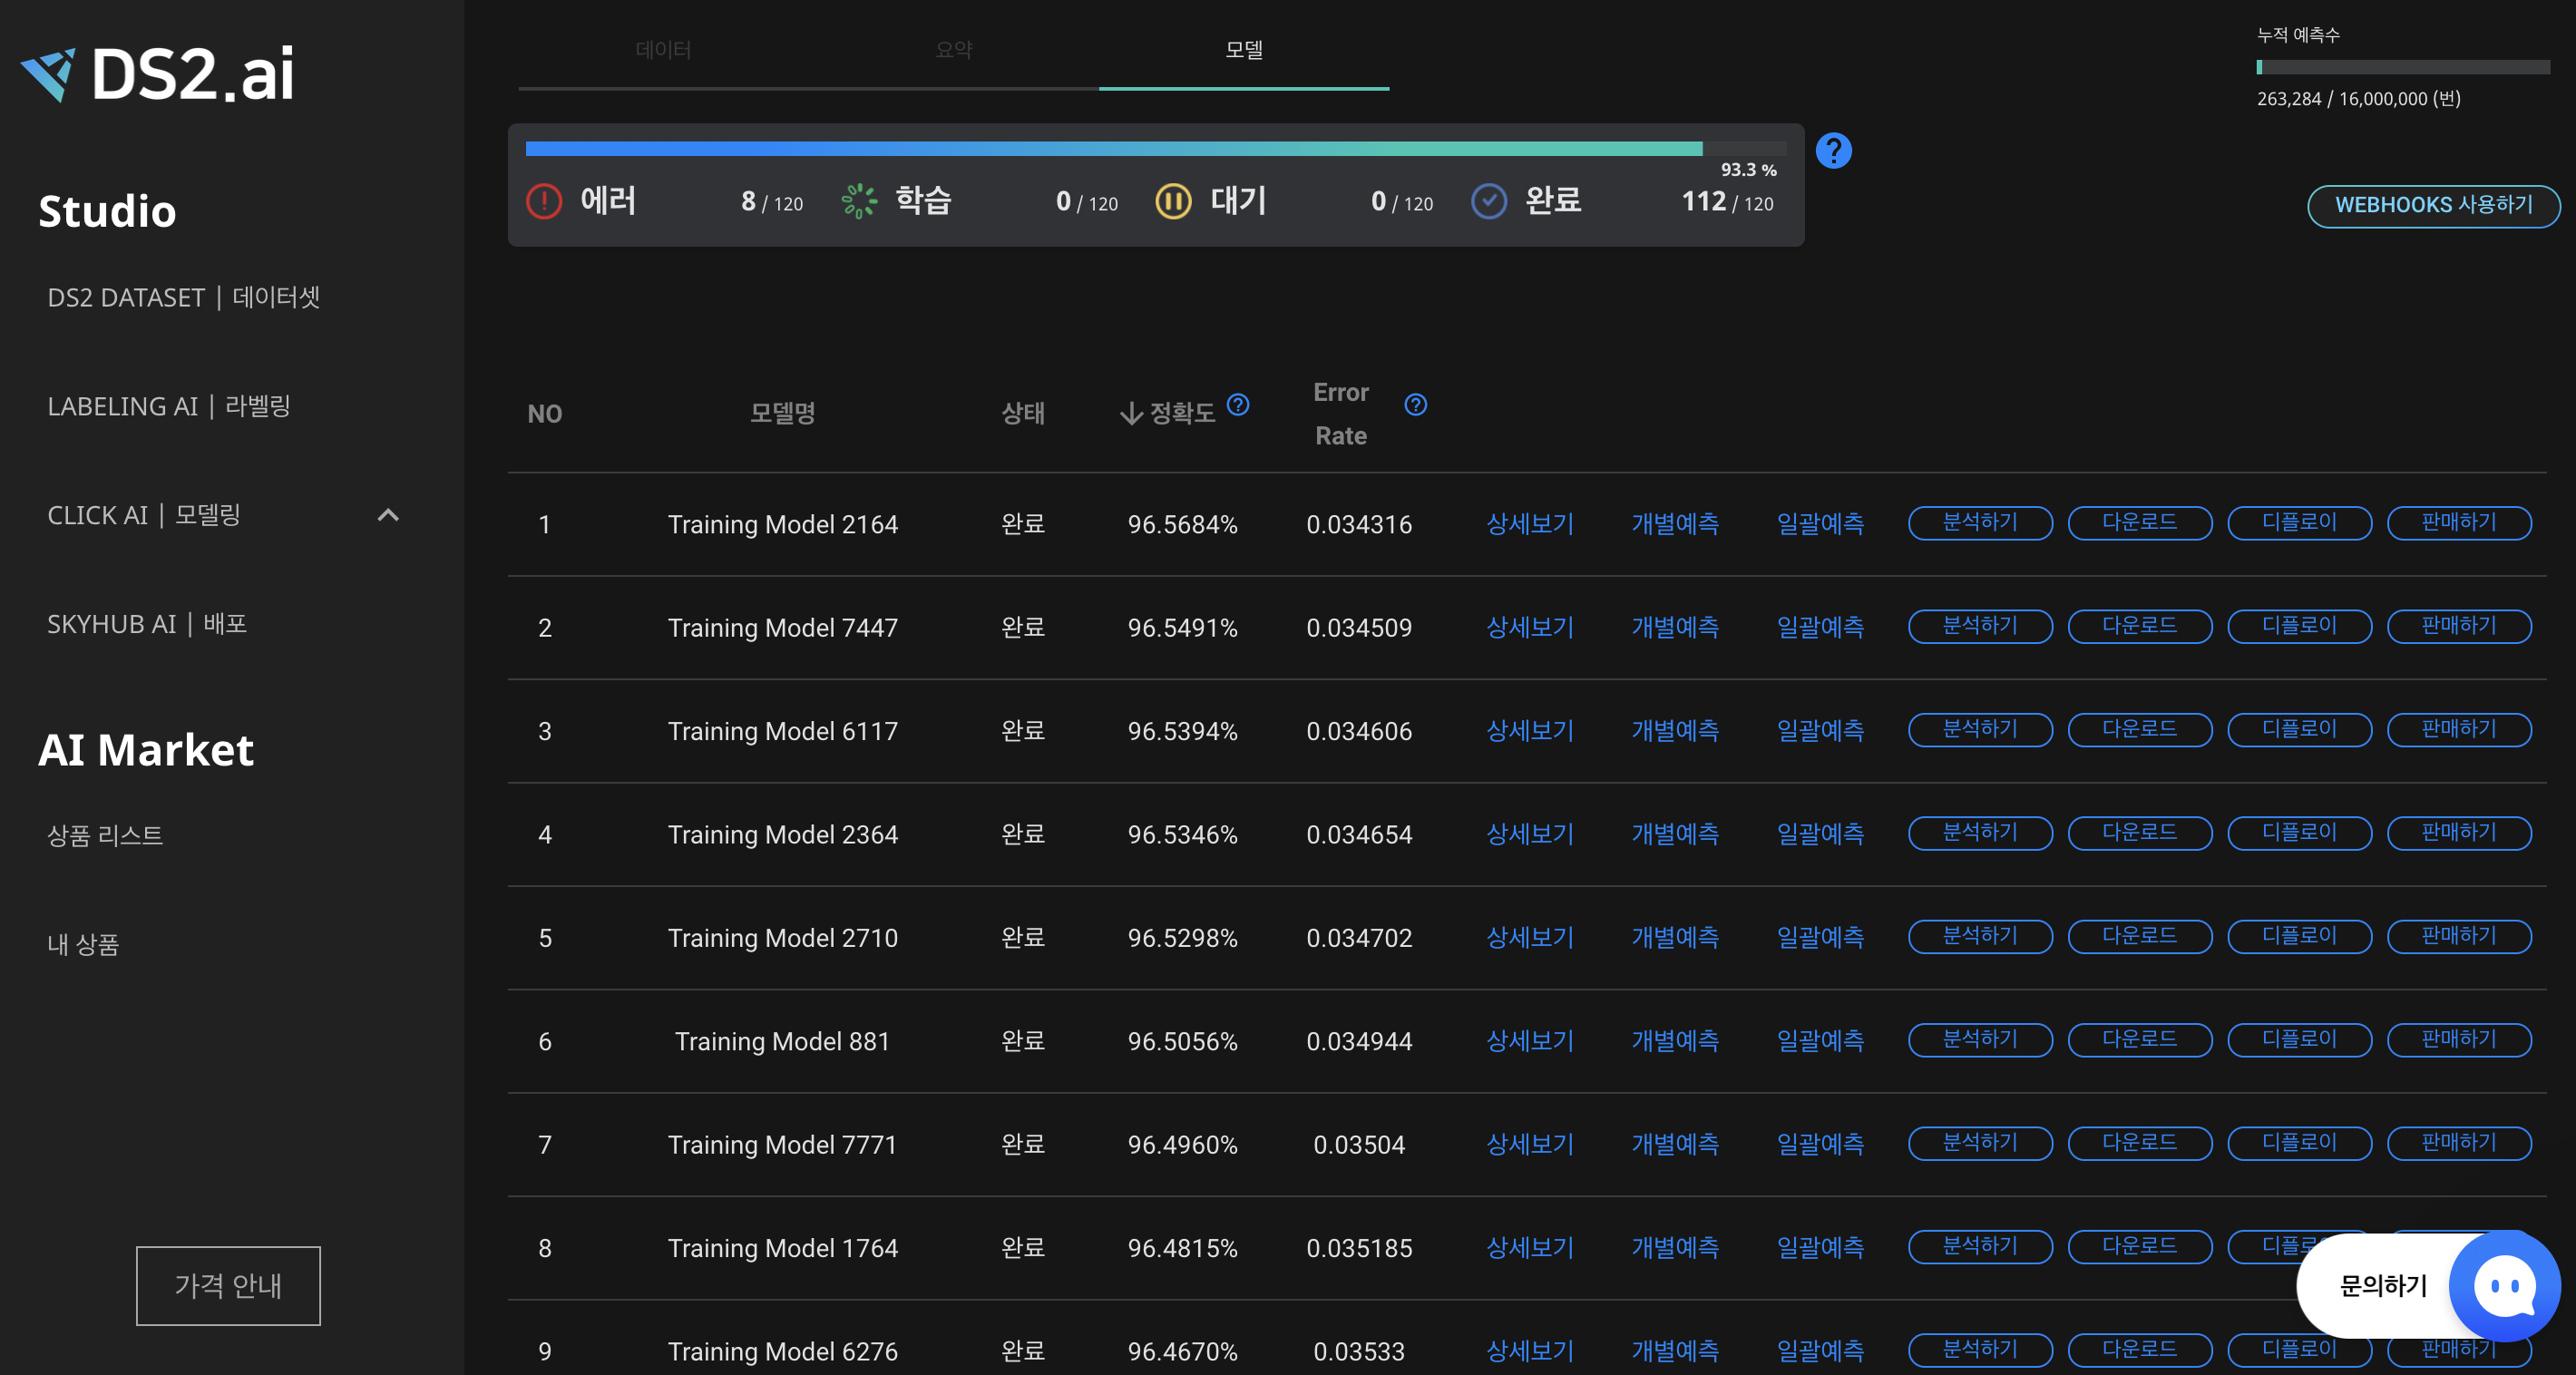 DS2.ai
Studio
DS2 DATASET | 데이터셋
LABELING AI | 라벨링
CLICK AI | 모델링
SKYHUB AI | 배포
AI Market
상품 리스트
내 상품
가격 안내
데이터 요약 모델
누적 예측수
263,284 / 16,000,000 (번)
WEBHOOKS 사용하기
93.3 %
에러 8 / 120 학습 0 / 120 대기 0 / 120 완료 112 / 120
NO 모델명 상태 정확도 Error Rate
1 Training Model 2164 완료 96.5684% 0.034316 상세보기 개별예측 일괄예측 분석하기 다운로드 디플로이 판매하기
2 Training Model 7447 완료 96.5491% 0.034509 상세보기 개별예측 일괄예측 분석하기 다운로드 디플로이 판매하기
3 Training Model 6117 완료 96.5394% 0.034606 상세보기 개별예측 일괄예측 분석하기 다운로드 디플로이 판매하기
4 Training Model 2364 완료 96.5346% 0.034654 상세보기 개별예측 일괄예측 분석하기 다운로드 디플로이 판매하기
5 Training Model 2710 완료 96.5298% 0.034702 상세보기 개별예측 일괄예측 분석하기 다운로드 디플로이 판매하기
6 Training Model 881 완료 96.5056% 0.034944 상세보기 개별예측 일괄예측 분석하기 다운로드 디플로이 판매하기
7 Training Model 7771 완료 96.4960% 0.03504 상세보기 개별예측 일괄예측 분석하기 다운로드 디플로이 판매하기
8 Training Model 1764 완료 96.4815% 0.035185 상세보기 개별예측 일괄예측 분석하기 다운로드
문의하기
9 Training Model 6276 완료 96.4670% 0.03533 상세보기 개별예측 일괄예측 분석하기 다운로드 디플로이 판매하기